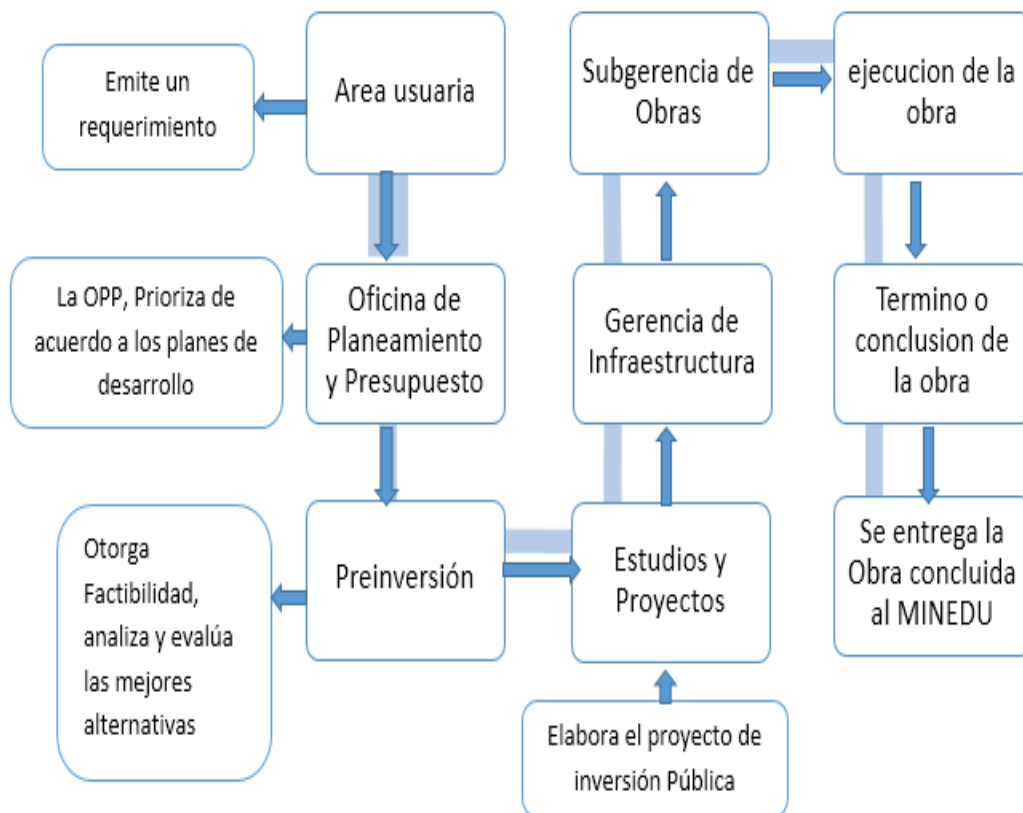 Emite un
requerimiento
Area usuaria
La OPP, Prioriza de
acuerdo a los planes de
desarrollo
Oficina de
Planeamiento
y Presupuesto
Otorga
Factibilidad,
analiza y evalúa
las mejores
alternativas
Preinversión
Estudios y
Proyectos
Elabora el proyecto de
inversión Pública
Gerencia de
Infraestructura
Subgerencia de
Obras
ejecucion de la
obra
Termino o
conclusion de
la obra
Se entrega la
Obra concluida
al MINEDU